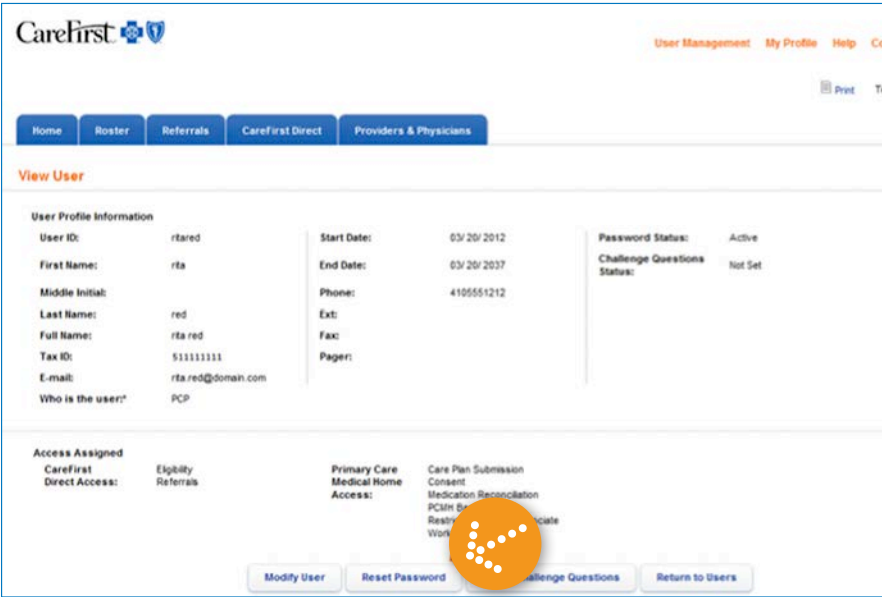 CareFirst
User Management My Profile Help
Print
Home Roster Referrals CareFirst Direct Providers & Physicians
View User
User Profile Information
User ID: ritared Start Date: 03/20/2012 Password Status: Active
First Name: rita End Date: 03/20/2037 Challenge Questions Status: Not Set
Middle Initial: Phone: 4105551212
Last Name: red Ext:
Full Name: rita red Fax:
Tax ID: 511111111 Pager:
E-mail: rita.red@domain.com
Who is the user:* PCP
Access Assigned
CareFirst Eligibility Primary Care Care Plan Submission
Direct Access: Referrals Medical Home Consent
Access: Medication Reconciliation
PCMH
Modify User Reset Password Questions Return to Users